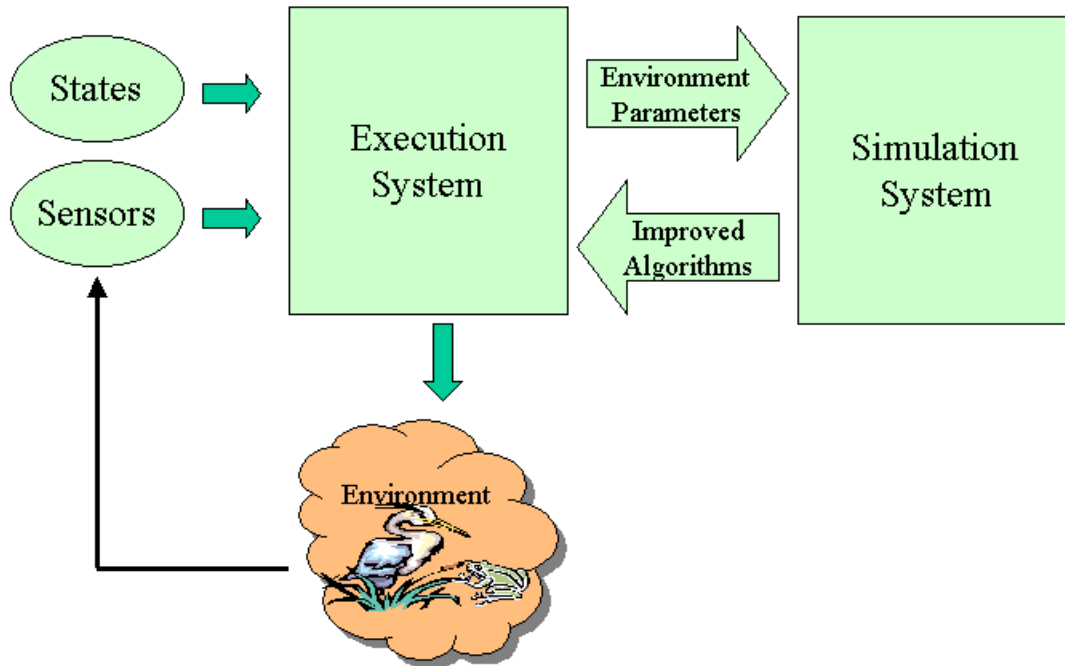 States
Sensors
Execution
System
Environment
Parameters
Improved
Algorithms
Simulation
System
Environment